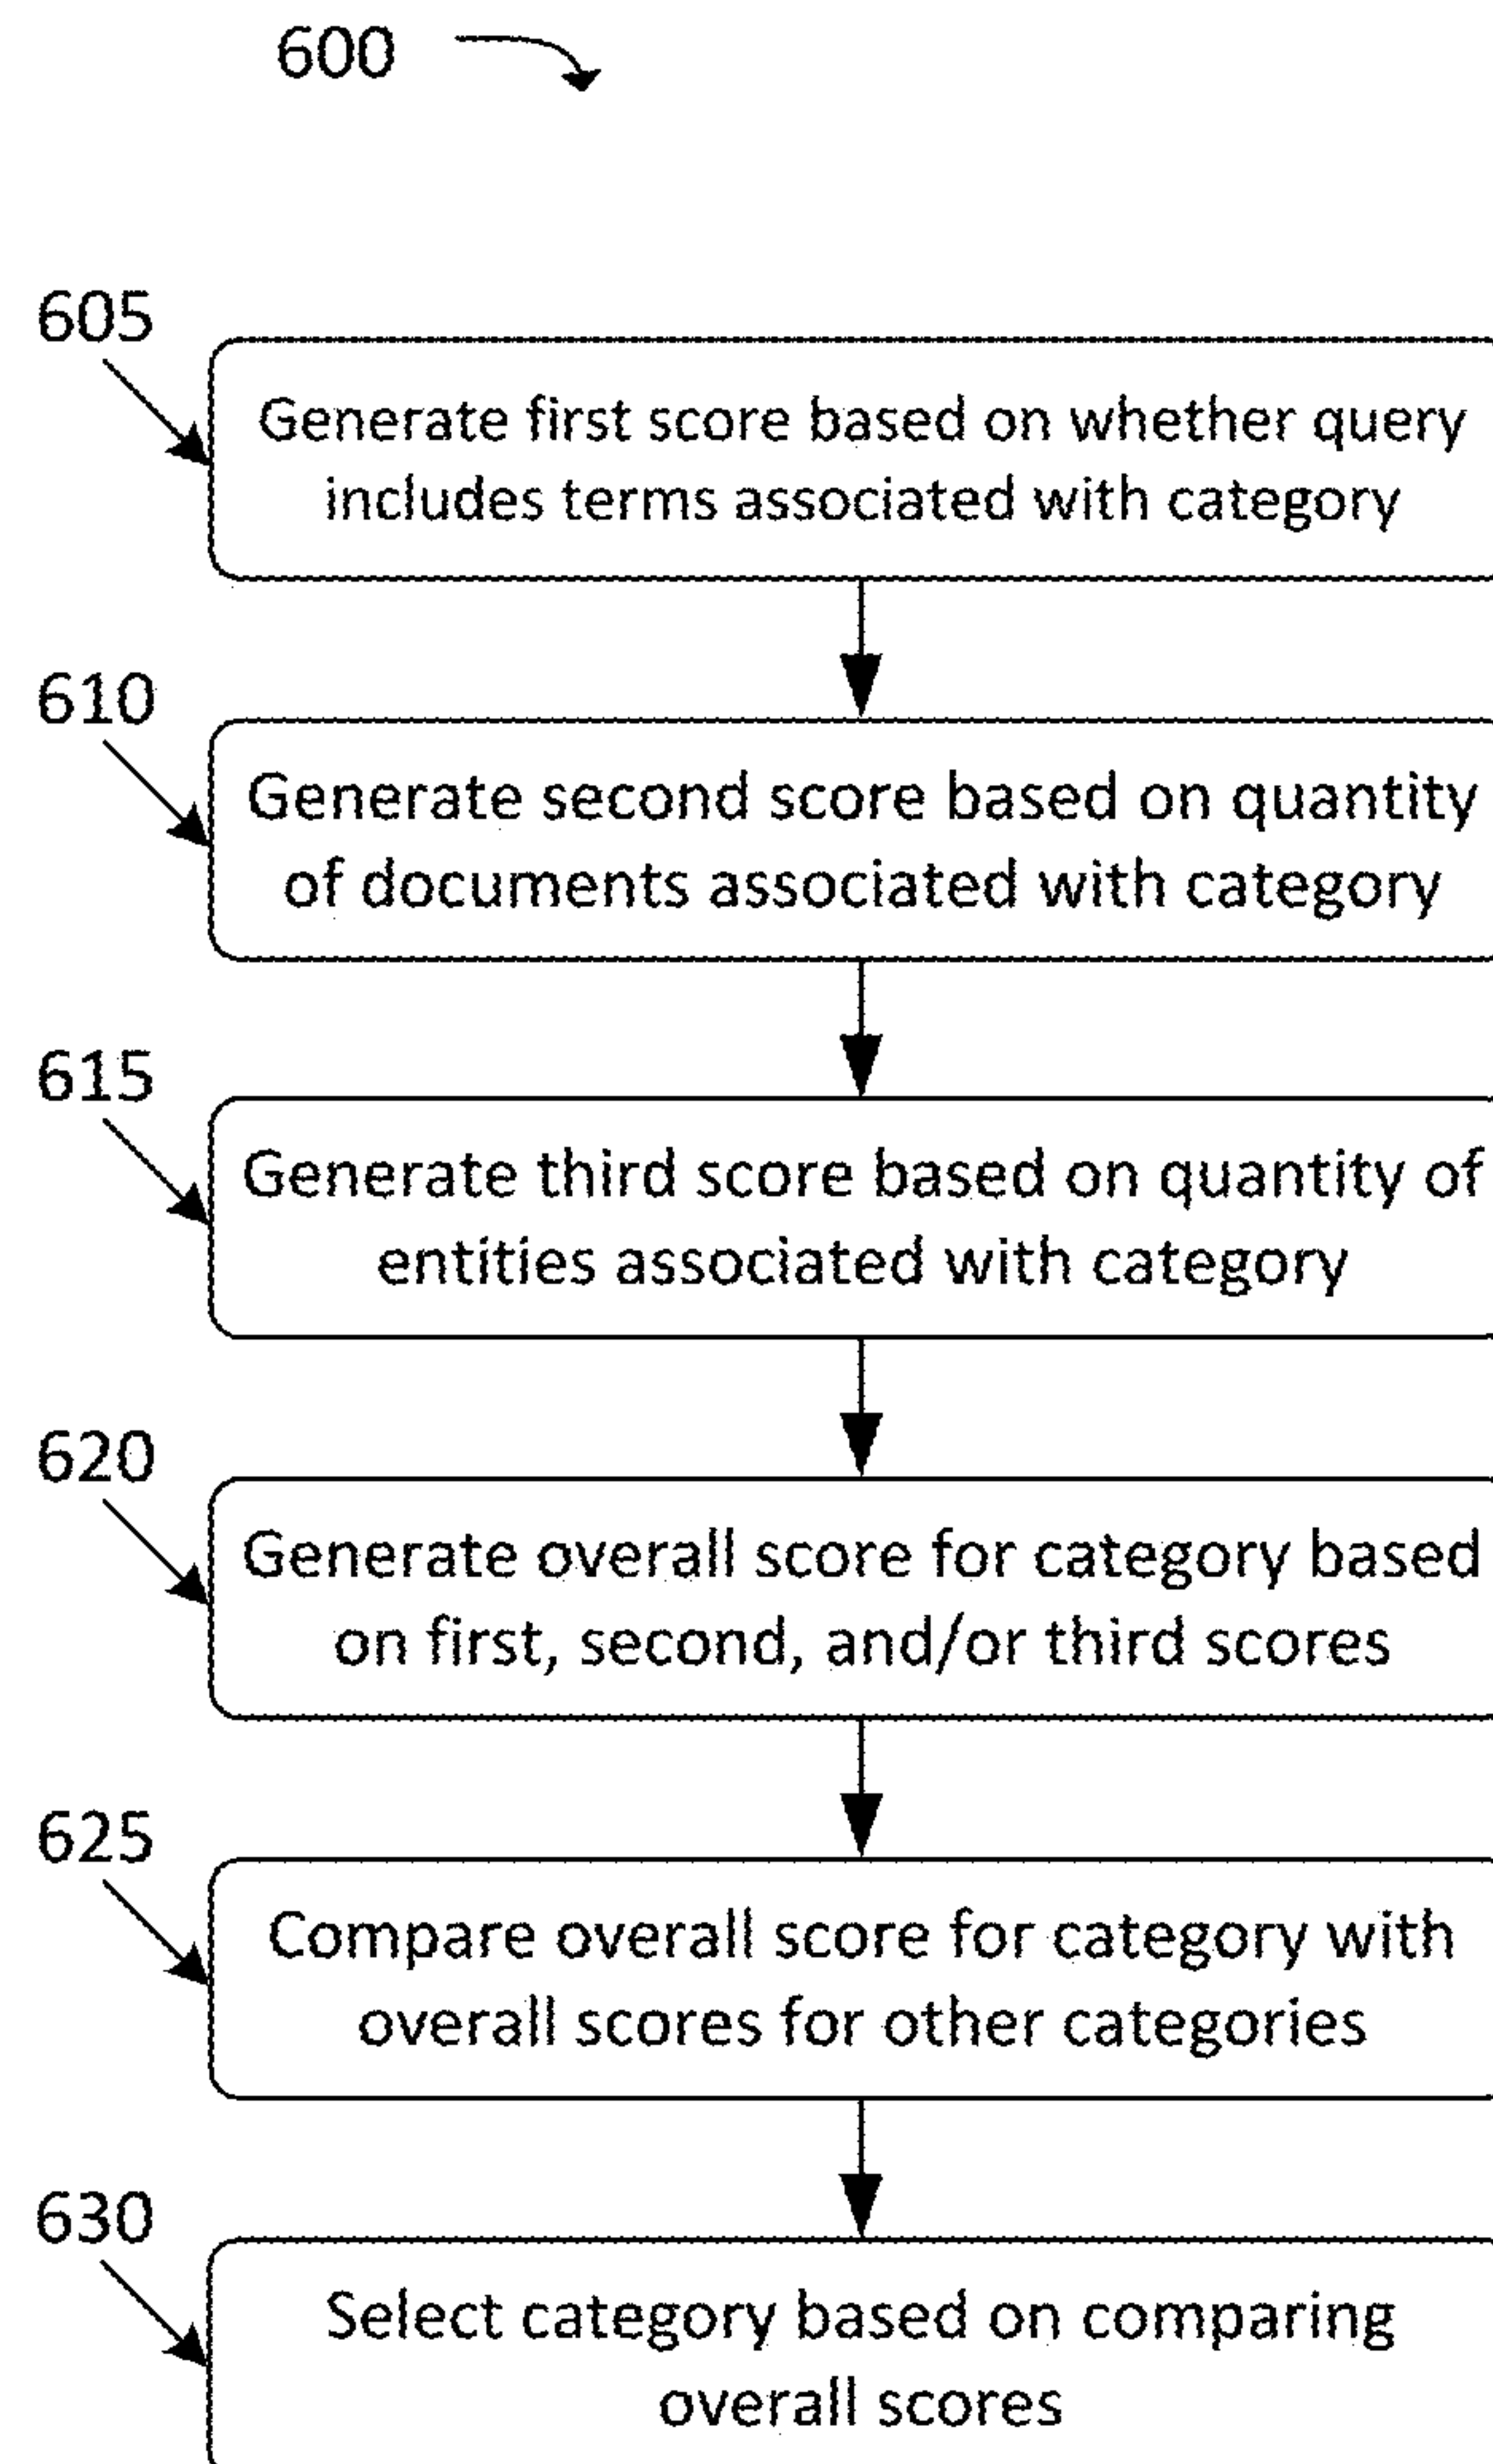 600
605
Generate first score based on whether query
includes terms associated with category
610
Generate second score based on quantity
of documents associated with category
615
Generate third score based on quantity of
entities associated with category
620
Generate overall score for category based
on first, second, and/or third scores
625
Compare overall score for category with
overall scores for other categories
630
Select category based on comparing
overall scores